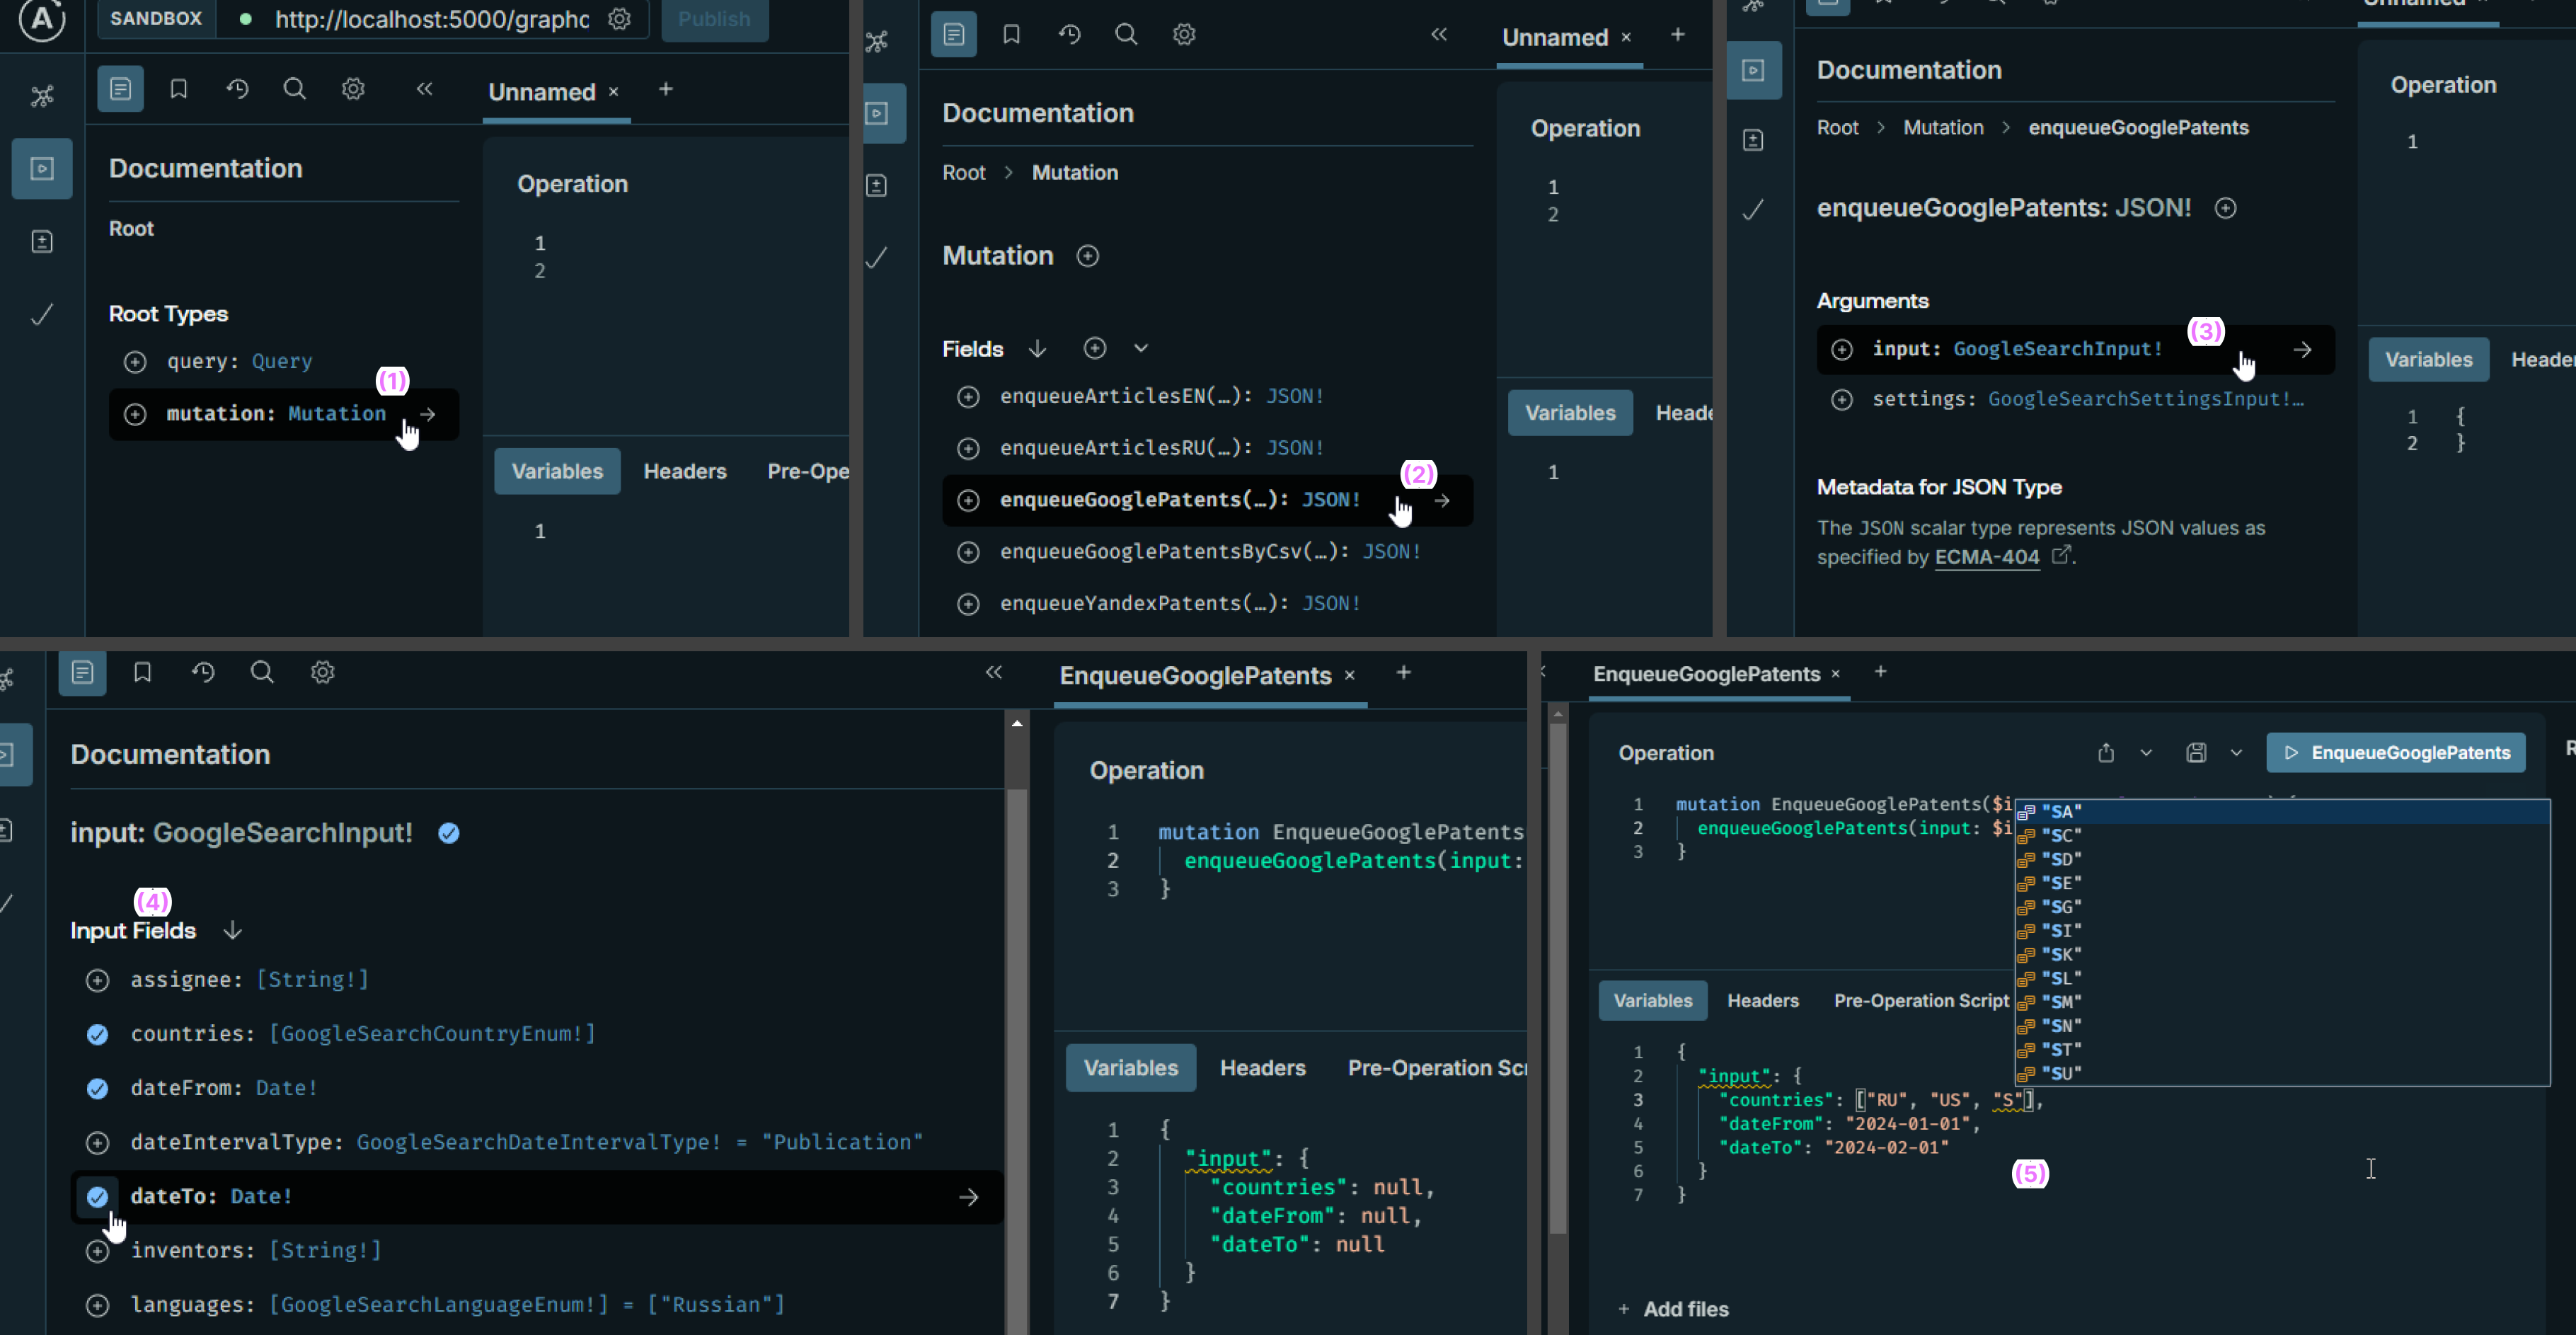 SANDBOX
http://localhost:5000/graphc
Publish
Unnamed × +
Documentation
Root
Root Types
query: Query
(1)
mutation: Mutation
Operation
1
2
Variables Headers Pre-Ope
1
Unnamed × +
Documentation
Root > Mutation
Mutation
Fields
enqueueArticlesEN(…): JSON!
enqueueArticlesRU(…): JSON!
(2)
enqueueGooglePatents(…): JSON!
enqueueGooglePatentsByCsv(…): JSON!
enqueueYandexPatents(…): JSON!
Operation
1
2
Variables Heade
1
Documentation
Root > Mutation > enqueueGooglePatents
enqueueGooglePatents: JSON!
Arguments
(3)
input: GoogleSearchInput!
settings: GoogleSearchSettingsInput!…
Metadata for JSON Type
The JSON scalar type represents JSON values as
specified by ECMA-404.
Unnamed
Operation
1
Variables Header
1 {
2 }
Documentation
input: GoogleSearchInput!
(4)
Input Fields
assignee: [String!]
countries: [GoogleSearchCountryEnum!]
dateFrom: Date!
dateIntervalType: GoogleSearchDateIntervalType! = "Publication"
dateTo: Date!
inventors: [String!]
languages: [GoogleSearchLanguageEnum!] = ["Russian"]
EnqueueGooglePatents × +
Operation
1 mutation EnqueueGooglePatents
2 enqueueGooglePatents(input:
3 }
Variables Headers Pre-Operation Scr
1 {
2 "input": {
3 "countries": null,
4 "dateFrom": null,
5 "dateTo": null
6 }
7 }
EnqueueGooglePatents × +
Operation
EnqueueGooglePatents
1 mutation EnqueueGooglePatents($i
2 enqueueGooglePatents(input: $i
3 }
"SA"
"SC"
"SD"
"SE"
"SG"
"SI"
"SK"
"SL"
"SM"
"SN"
"ST"
"SU"
Variables Headers Pre-Operation Script
1 {
2 "input": {
3 "countries": ["RU", "US", "S"],
4 "dateFrom": "2024-01-01",
5 "dateTo": "2024-02-01"
6 }
7 }
(5)
+ Add files